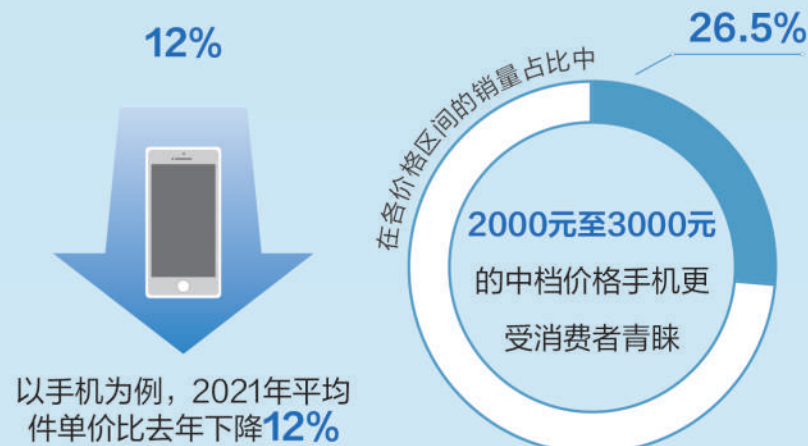 12%
以手机为例，2021年平均
件单价比去年下降12%
26.5%
在各价格区间的销量占比中
2000元至3000元
的中档价格手机更
受消费者青睐